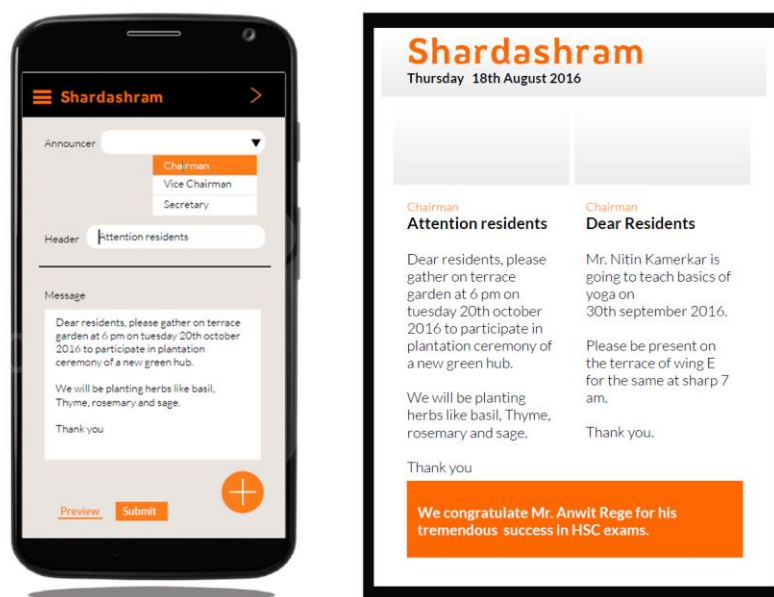 Shardashram
Announcer
Chairman
Vice Chairman
Secretary
Header
Attention residents
Message
Dear residents, please gather on terrace
garden at 6 pm on tuesday 20th october
2016 to participate in plantation
ceremony of a new green hub.
We will be planting herbs like basil,
Thyme, rosemary and sage.
Thank you
Preview
Submit
Shardashram
Thursday 18th August 2016
Chairman
Attention residents
Dear residents, please
gather on terrace
garden at 6 pm on
tuesday 20th october
2016 to participate in
plantation ceremony of
a new green hub.
We will be planting
herbs like basil, Thyme,
rosemary and sage.
Thank you
Chairman
Dear Residents
Mr. Nitin Kamerkar is
going to teach basics of
yoga on
30th september 2016.
Please be present on
the terrace of wing E
for the same at sharp 7
am.
Thank you.
We congratulate Mr. Anwit Rege for his
tremendous success in HSC exams.